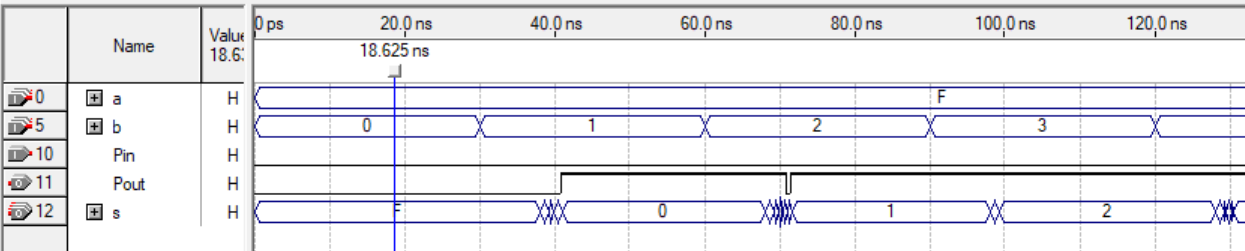 Name Value 0 ps 20.0 ns 40.0 ns 60.0 ns 80.0 ns 100.0 ns 120.0 ns
18.63 18.625 ns
0 a H F
5 b H 0 1 2 3
10 Pin H
11 Pout H
12 s H F 0 1 2